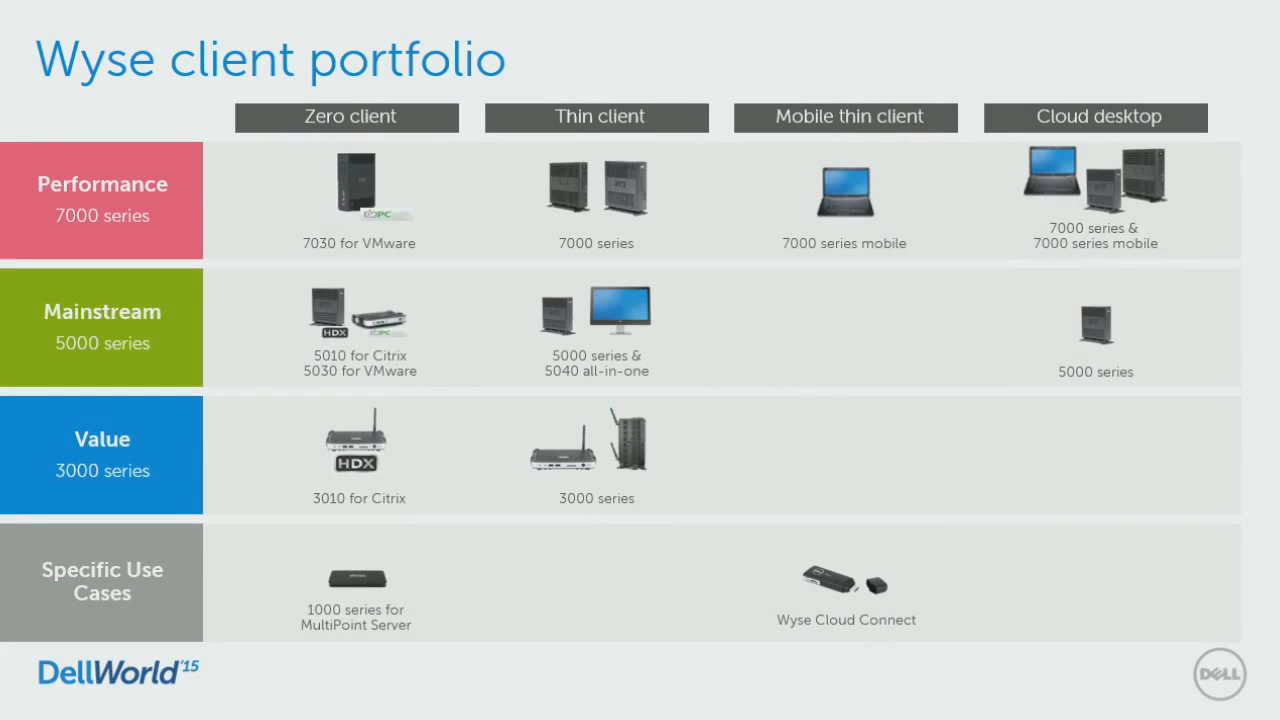 Wyse client portfolio
Zero client
Thin client
Mobile thin client
Cloud desktop
Performance
7000 series
PC
7030 for VMware
7000 series
7000 series mobile
7000 series &
7000 series mobile
Mainstream
5000 series
HDX
PC
5010 for Citrix
5030 for VMware
5000 series &
5040 all-in-one
5000 series
Value
3000 series
HDX
3010 for Citrix
3000 series
Specific Use
Cases
1000 series for
MultiPoint Server
Wyse Cloud Connect
DellWorld'15
DELL